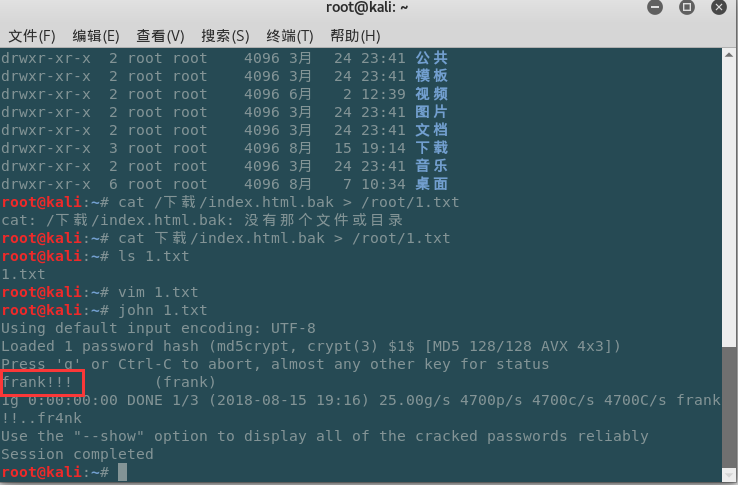 root@kali: ~
文件(F) 编辑(E) 查看(V) 搜索(S) 终端(T) 帮助(H)
drwxr-xr-x 2 root root 4096 3月 24 23:41 公共
drwxr-xr-x 2 root root 4096 3月 24 23:41 模板
drwxr-xr-x 2 root root 4096 6月 2 12:39 视频
drwxr-xr-x 2 root root 4096 3月 24 23:41 图片
drwxr-xr-x 2 root root 4096 3月 24 23:41 文档
drwxr-xr-x 3 root root 4096 8月 15 19:14 下载
drwxr-xr-x 2 root root 4096 3月 24 23:41 音乐
drwxr-xr-x 6 root root 4096 8月 7 10:34 桌面
root@kali:~# cat /下载/index.html.bak > /root/1.txt
cat: /下载/index.html.bak: 没有那个文件或目录
root@kali:~# cat 下载/index.html.bak > /root/1.txt
root@kali:~# ls 1.txt
1.txt
root@kali:~# vim 1.txt
root@kali:~# john 1.txt
Using default input encoding: UTF-8
Loaded 1 password hash (md5crypt, crypt(3) $1$ [MD5 128/128 AVX 4x3])
Press 'q' or Ctrl-C to abort, almost any other key for status
frank!!! (frank)
1g 0:00:00:00 DONE 1/3 (2018-08-15 19:16) 25.00g/s 4700p/s 4700c/s 4700C/s frank
!!..fr4nk
Use the "--show" option to display all of the cracked passwords reliably
Session completed
root@kali:~#